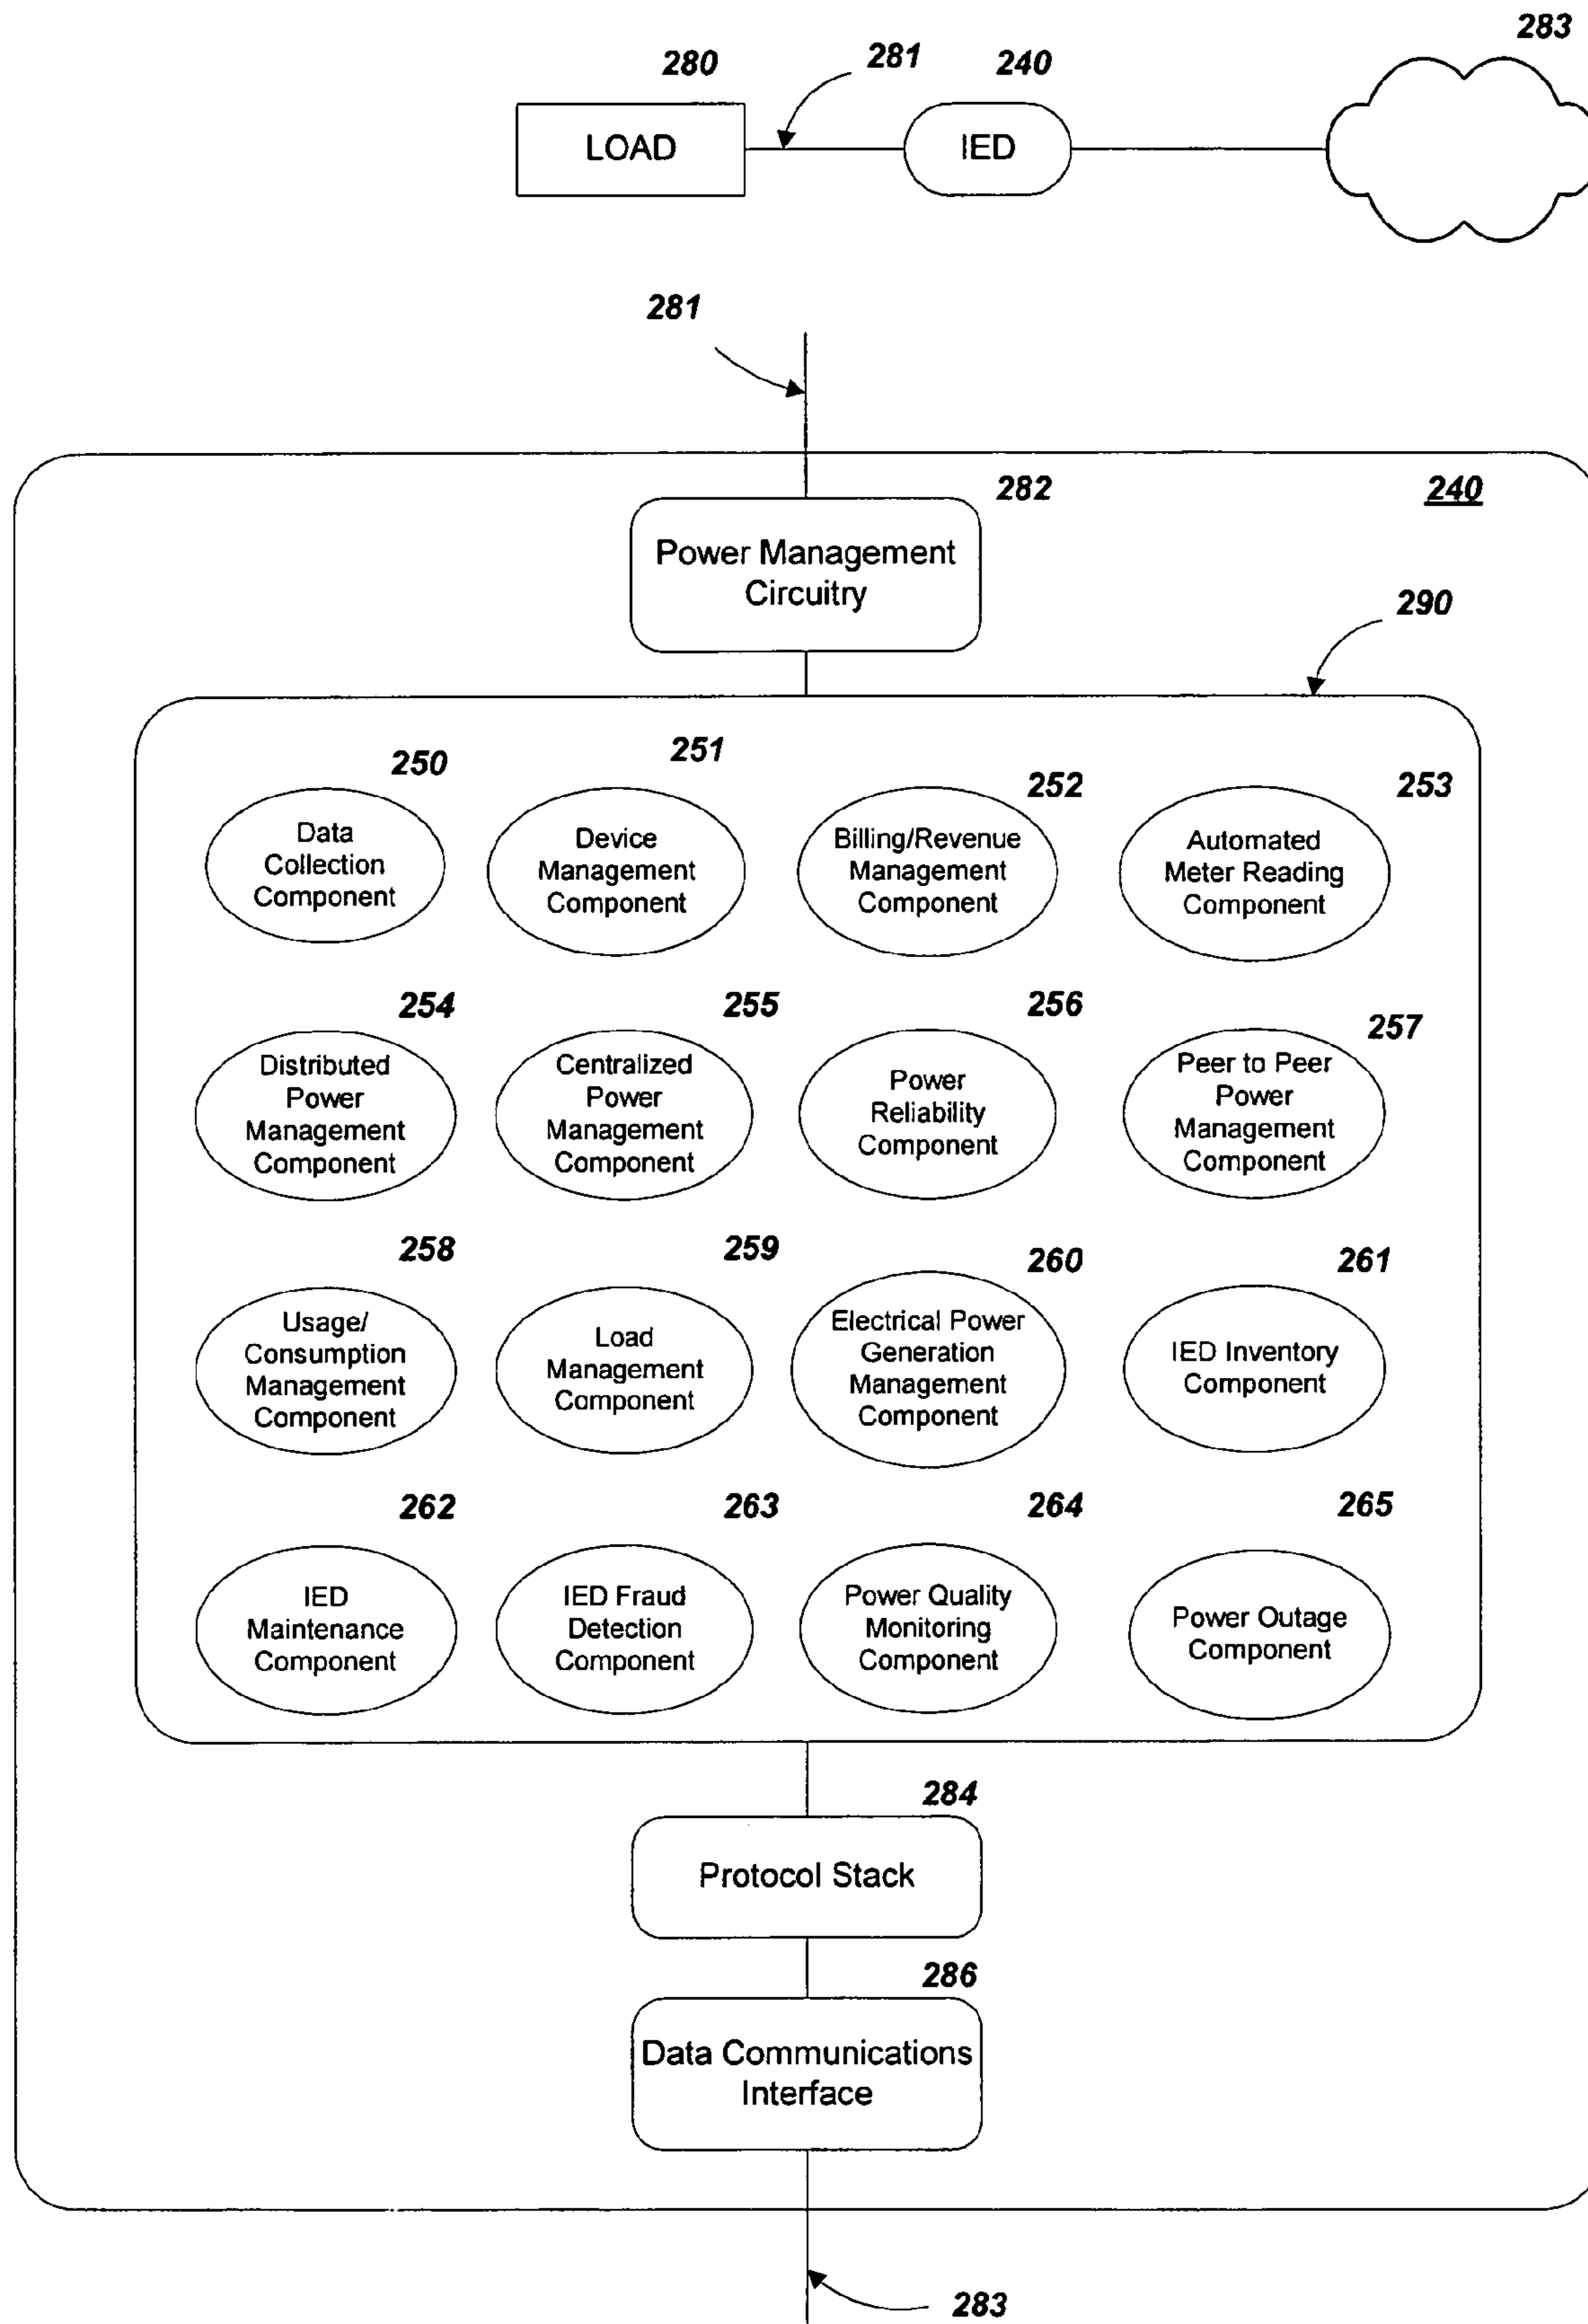 283
280
281
240
LOAD
IED
281
282
240
Power Management
Circuitry
290
250
251
252
253
Data
Collection
Component
Device
Management
Component
Billing/Revenue
Management
Component
Automated
Meter Reading
Component
254
255
256
257
Distributed
Power
Management
Component
Centralized
Power
Management
Component
Power
Reliability
Component
Peer to Peer
Power
Management
Component
258
259
260
261
Usage/
Consumption
Management
Component
Load
Management
Component
Electrical Power
Generation
Management
Component
IED Inventory
Component
262
263
264
265
IED
Maintenance
Component
IED Fraud
Detection
Component
Power Quality
Monitoring
Component
Power Outage
Component
284
Protocol Stack
286
Data Communications
Interface
283